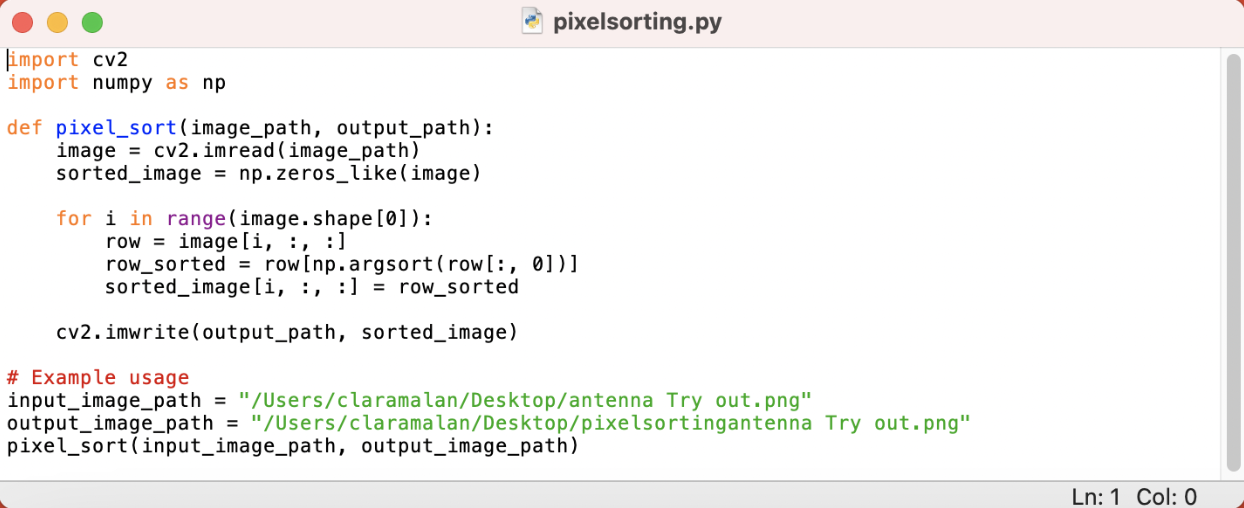 pixelsorting.py
import cv2
import numpy as np
def pixel_sort(image_path, output_path):
    image = cv2.imread(image_path)
    sorted_image = np.zeros_like(image)
    for i in range(image.shape[0]):
        row = image[i, :, :]
        row_sorted = row[np.argsort(row[:, 0])]
        sorted_image[i, :, :] = row_sorted
    cv2.imwrite(output_path, sorted_image)
# Example usage
input_image_path = "/Users/claramalan/Desktop/antenna Try out.png"
output_image_path = "/Users/claramalan/Desktop/pixelsortingantenna Try out.png"
pixel_sort(input_image_path, output_image_path)
Ln: 1 Col: 0